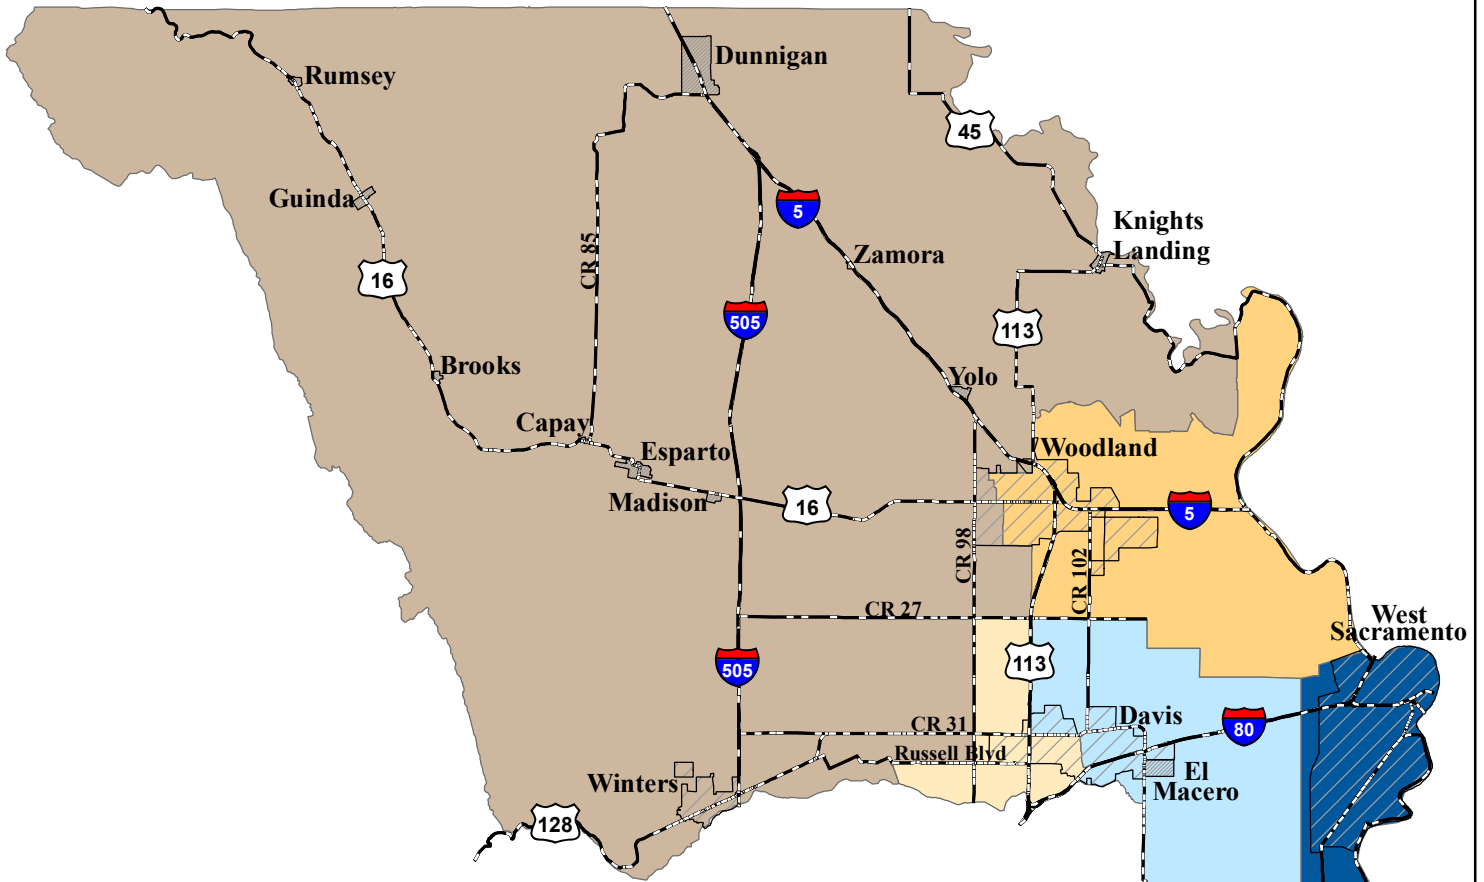 Dunnigan
Rumsey
45
Guinda
5
Knights
Landing
CR 85
Zamora
16
505
113
Brooks
Yolo
Capay
Esparto
Woodland
Madison
16
5
CR 98
CR 102
CR 27
West
Sacramento
505
113
CR 31
Davis
80
Russell Blvd
Winters
El
Macero
128